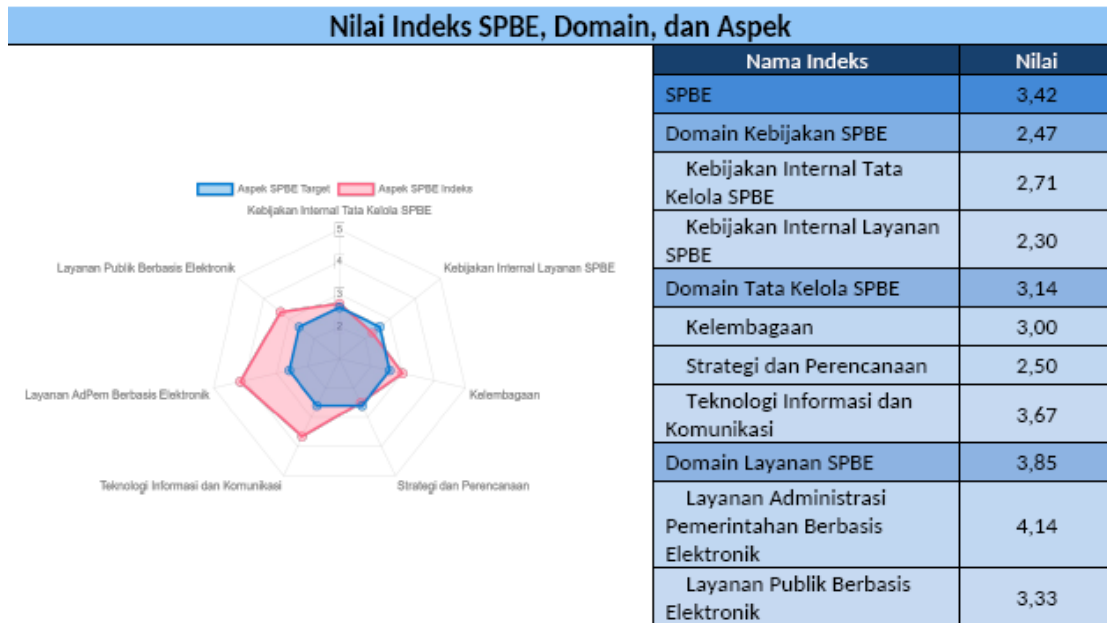 Nilai Indeks SPBE, Domain, dan Aspek
Aspek SPBE Target
Aspek SPBE Indeks
Kebijakan Internal Tata Kelola SPBE
5
4
3
2
Layanan Publik Berbasis Elektronik
Kebijakan Internal Layanan SPBE
Layanan AdPem Berbasis Elektronik
Kelembagaan
Teknologi Informasi dan Komunikasi
Strategi dan Perencanaan
Nama Indeks Nilai
SPBE 3,42
Domain Kebijakan SPBE 2,47
Kebijakan Internal Tata
Kelola SPBE
2,71
Kebijakan Internal Layanan
SPBE
2,30
Domain Tata Kelola SPBE 3,14
Kelembagaan 3,00
Strategi dan Perencanaan 2,50
Teknologi Informasi dan
Komunikasi
3,67
Domain Layanan SPBE 3,85
Layanan Administrasi
Pemerintahan Berbasis
Elektronik
4,14
Layanan Publik Berbasis
Elektronik
3,33